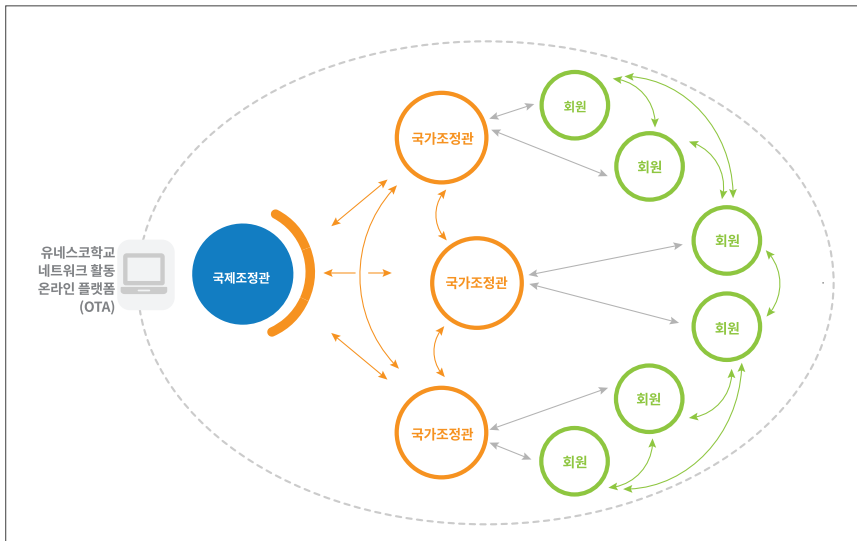 유네스코학교
네트워크 활동
온라인 플랫폼
(OTA)
국제조정관
국가조정관
국가조정관
국가조정관
회원
회원
회원
회원
회원
회원